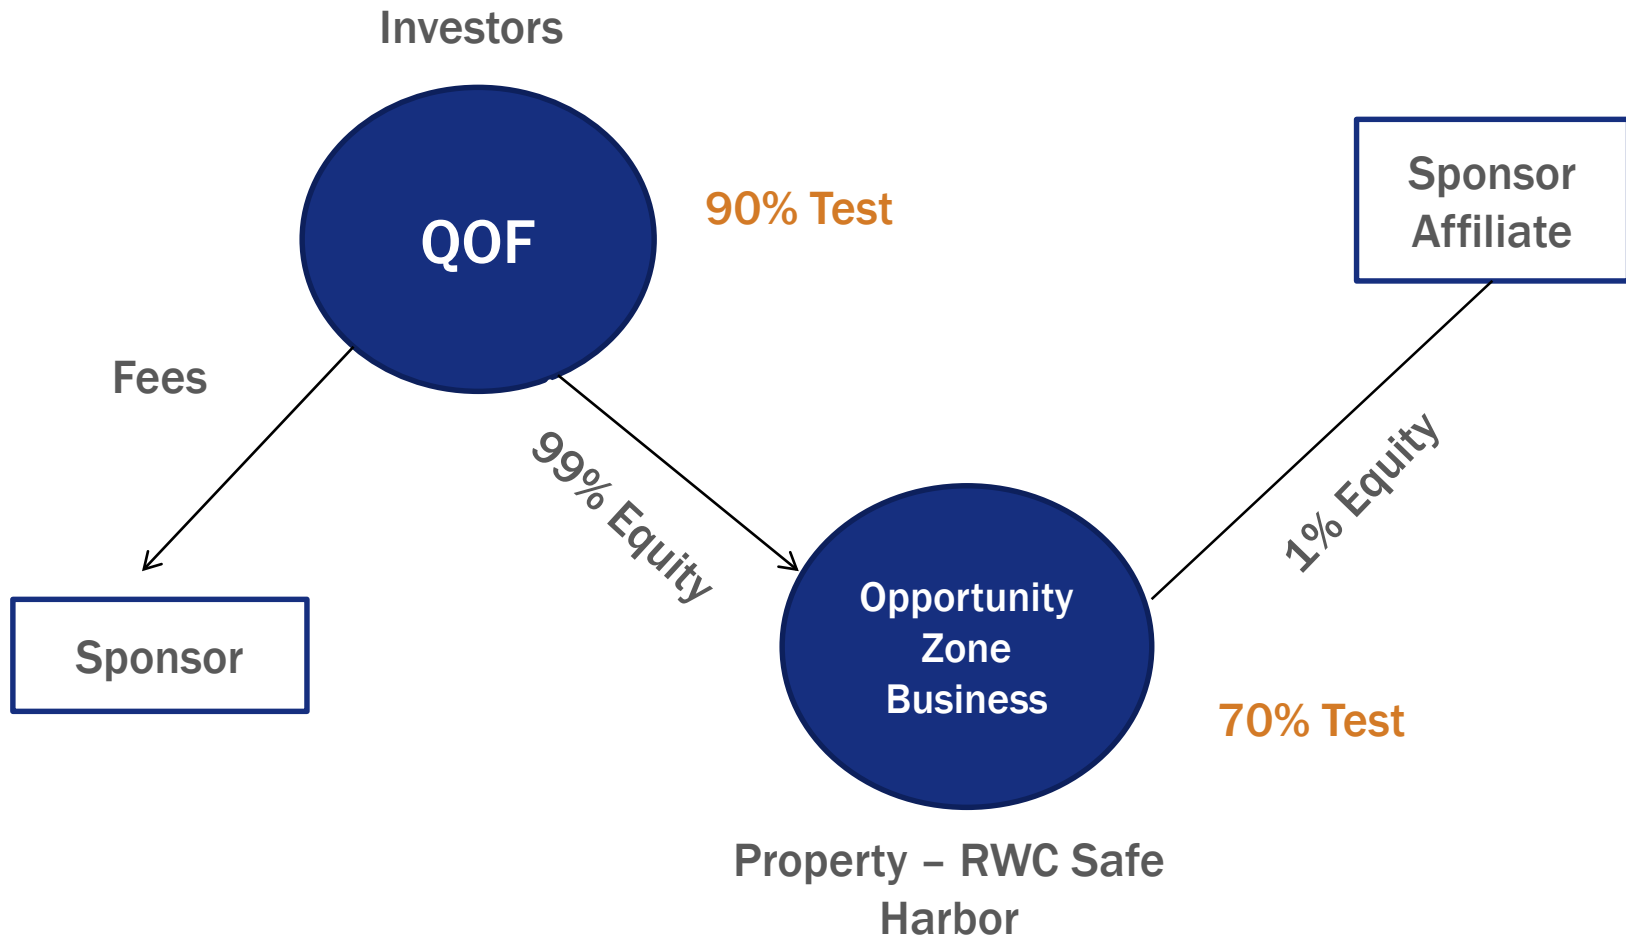 Investors
QOF
90% Test
Sponsor
Affiliate
Fees
99% Equity
1% Equity
Sponsor
Opportunity
Zone
Business
70% Test
Property – RWC Safe
Harbor